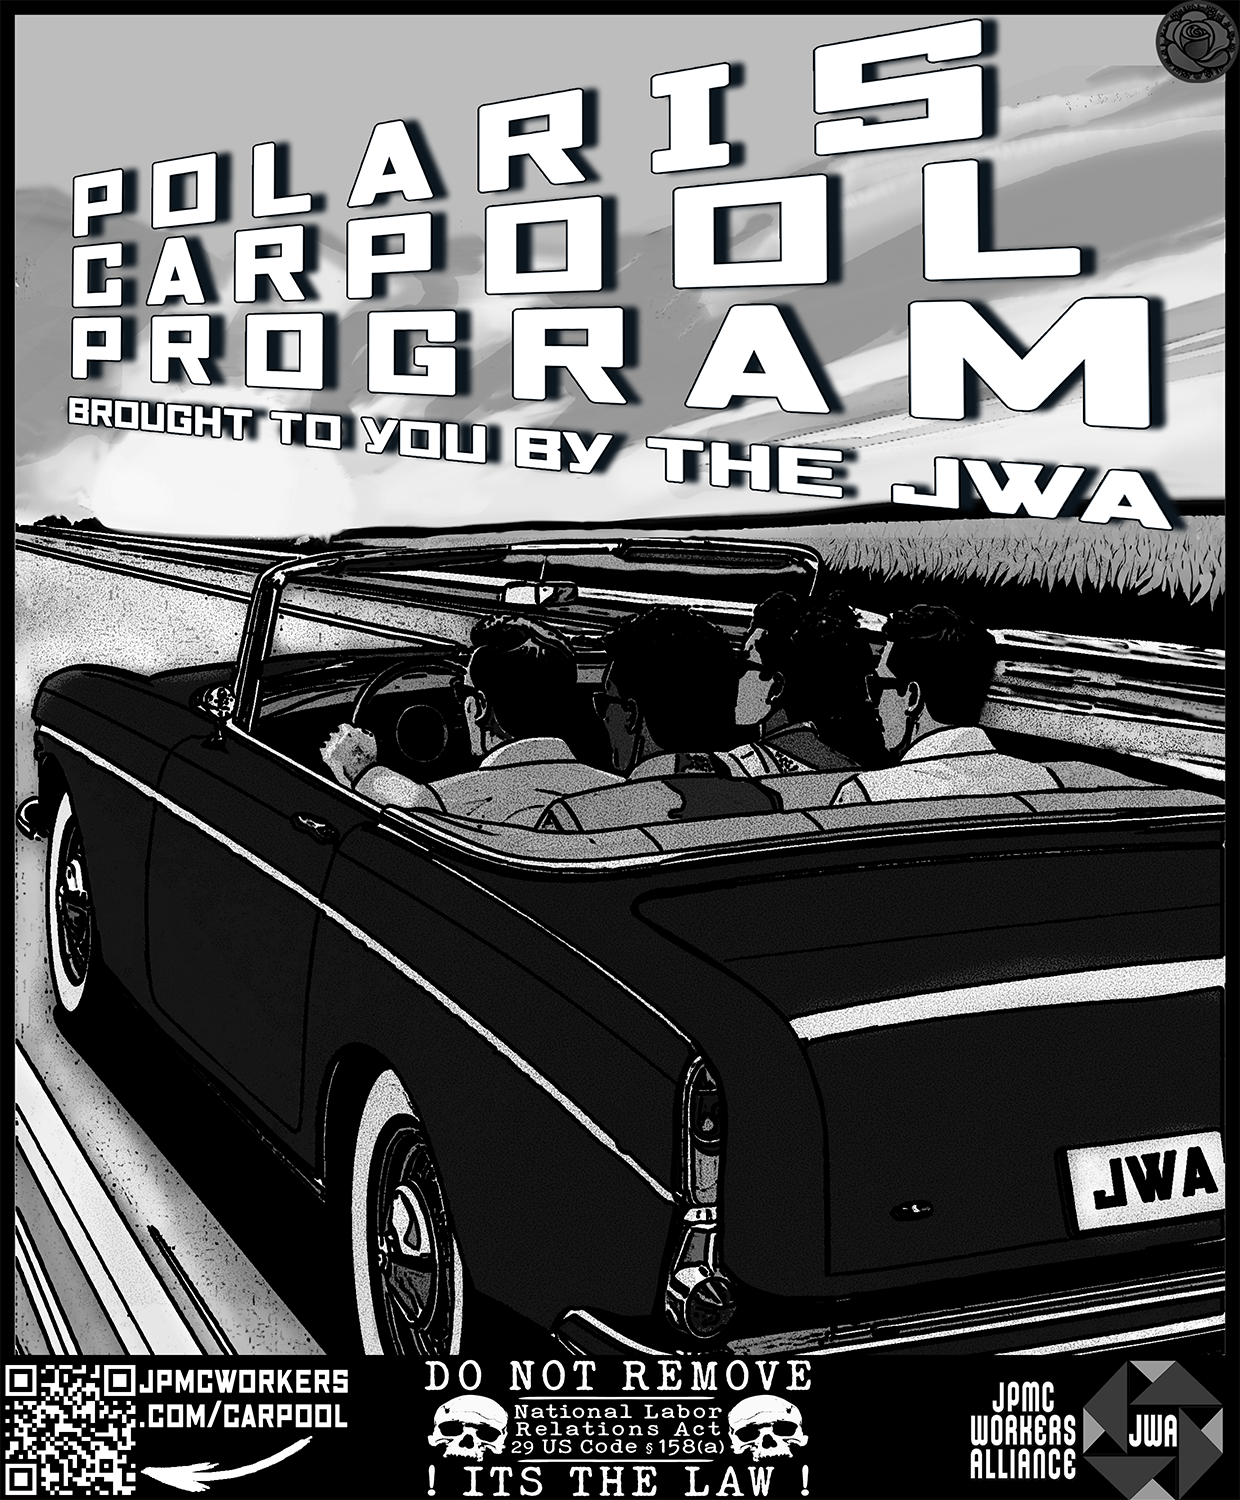 POLARIS
CARPOOL
PROGRAM
BROUGHT TO YOU BY THE JWA
JWA
JPMCWORKERS
.COM/CARPOOL
DO NOT REMOVE
National Labor
Relations Act
29 US Code § 158(a)
! ITS THE LAW !
JPMC
WORKERS
ALLIANCE
JWA